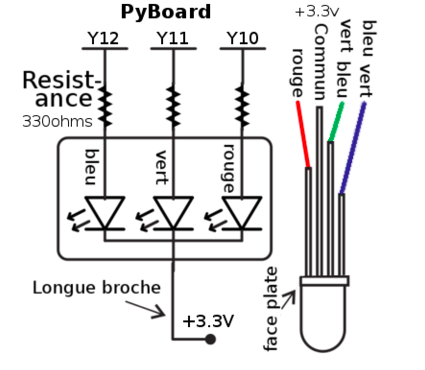 PyBoard
Y12 Y11 Y10
Resist-
ance
330ohms
bleu
vert
rouge
Longue broche
+3.3V
+3.3v
rouge
Commun
vert bleu
bleu vert
face plate